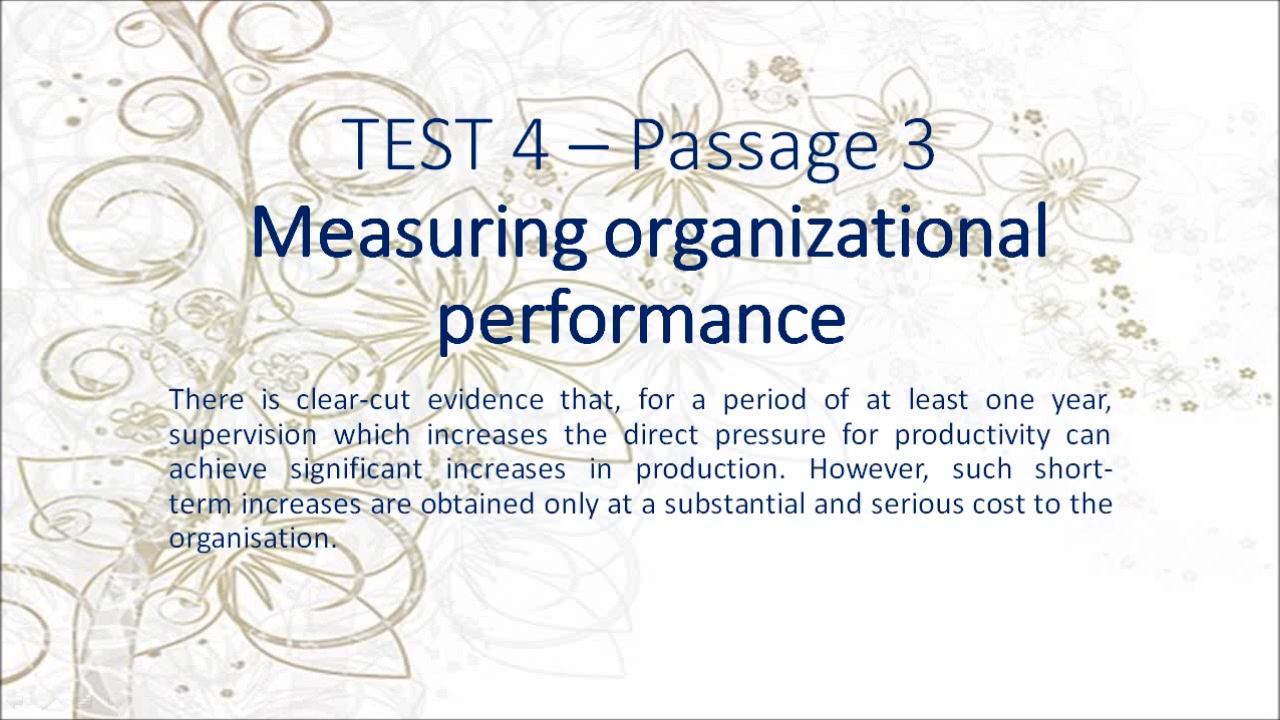 TEST 4 – Passage 3
Measuring organizational
performance
There is clear-cut evidence that, for a period of at least one year,
supervision which increases the direct pressure for productivity can
achieve significant increases in production. However, such short-
term increases are obtained only at a substantial and serious cost to the
organisation.